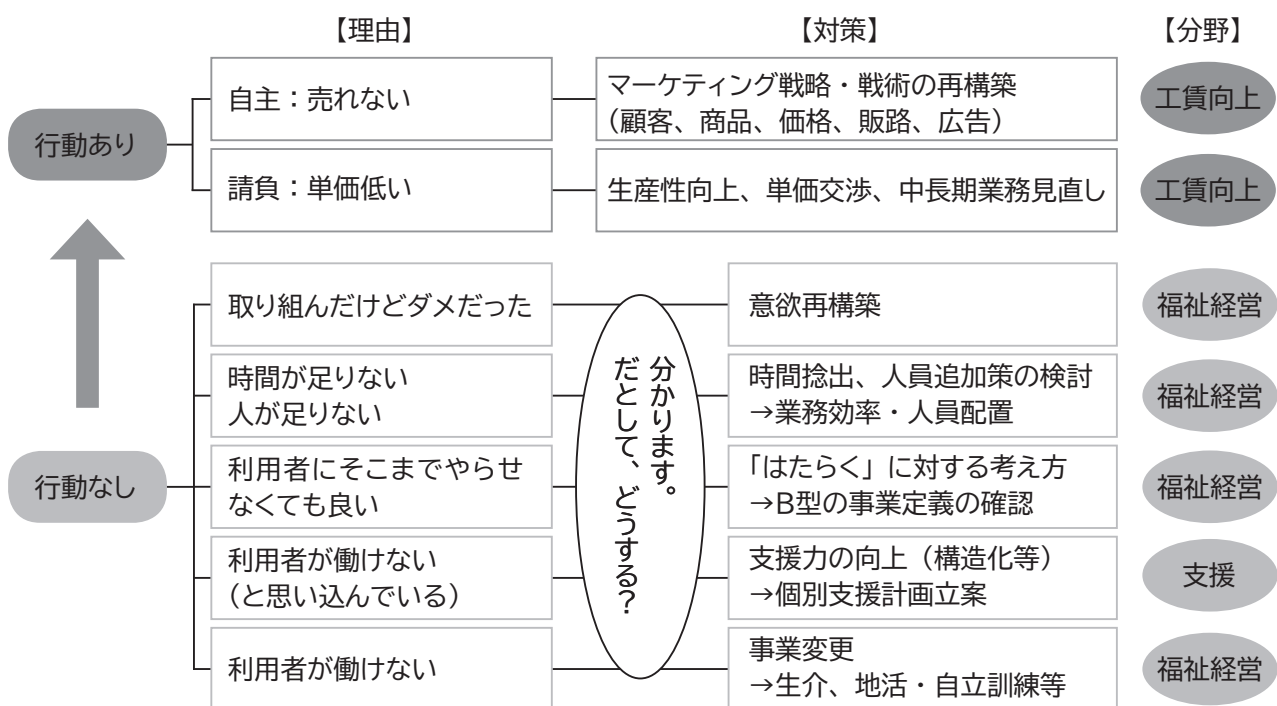 【理由】
【対策】
【分野】
行動あり
自主：売れない
マーケティング戦略・戦術の再構築
（顧客、商品、価格、販路、広告）
工賃向上
請負：単価低い
生産性向上、単価交渉、中長期業務見直し
工賃向上
行動なし
取り組んだけどダメだった
意欲再構築
福祉経営
時間が足りない
人が足りない
時間捻出、人員追加策の検討
→業務効率・人員配置
福祉経営
利用者にそこまでやらせ
なくても良い
「はたらく」に対する考え方
→B型の事業定義の確認
福祉経営
利用者が働けない
（と思い込んでいる）
支援力の向上（構造化等）
→個別支援計画立案
支援
利用者が働けない
事業変更
→生介、地活・自立訓練等
福祉経営
分かります。
だとして、どうする？